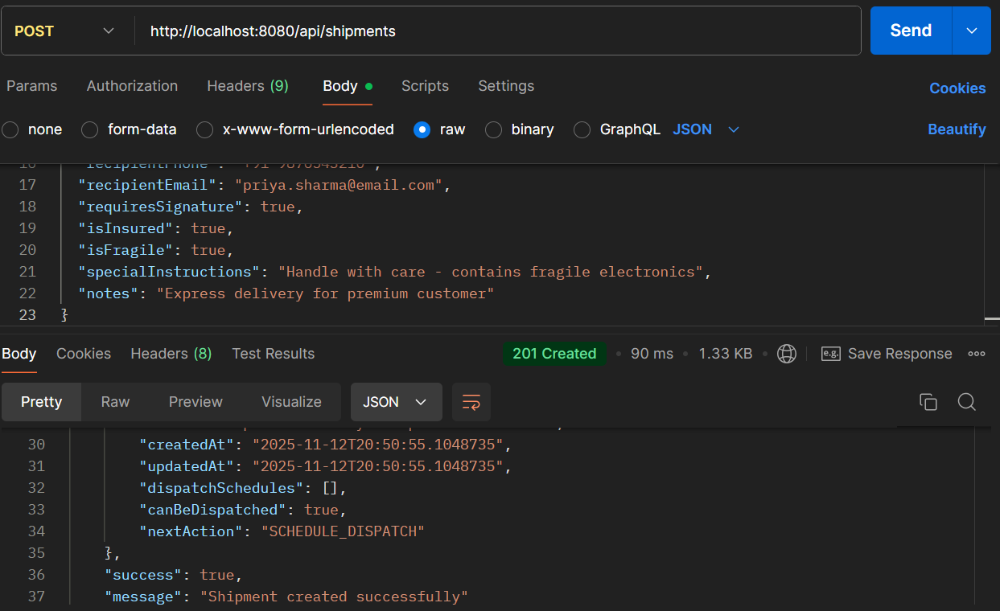 POST http://localhost:8080/api/shipments Send
Params Authorization Headers (9) Body Scripts Settings Cookies
none form-data x-www-form-urlencoded raw binary GraphQL JSON Beautify
17 "recipientEmail": "priya.sharma@email.com",
18 "requiresSignature": true,
19 "isInsured": true,
20 "isFragile": true,
21 "specialInstructions": "Handle with care - contains fragile electronics",
22 "notes": "Express delivery for premium customer"
23 }
Body Cookies Headers (8) Test Results 201 Created 90 ms 1.33 KB e.g. Save Response
Pretty Raw Preview Visualize JSON
30 "createdAt": "2025-11-12T20:50:55.1048735",
31 "updatedAt": "2025-11-12T20:50:55.1048735",
32 "dispatchSchedules": [],
33 "canBeDispatched": true,
34 "nextAction": "SCHEDULE_DISPATCH"
35 },
36 "success": true,
37 "message": "Shipment created successfully"